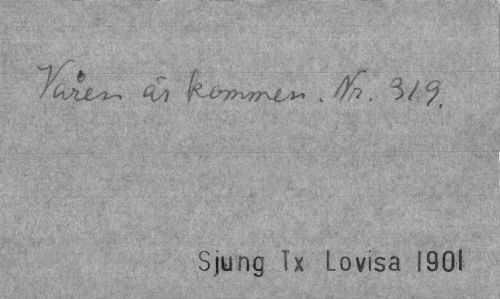 Våren är kommen. Nr. 319.
Sjung Tx Lovisa 1901